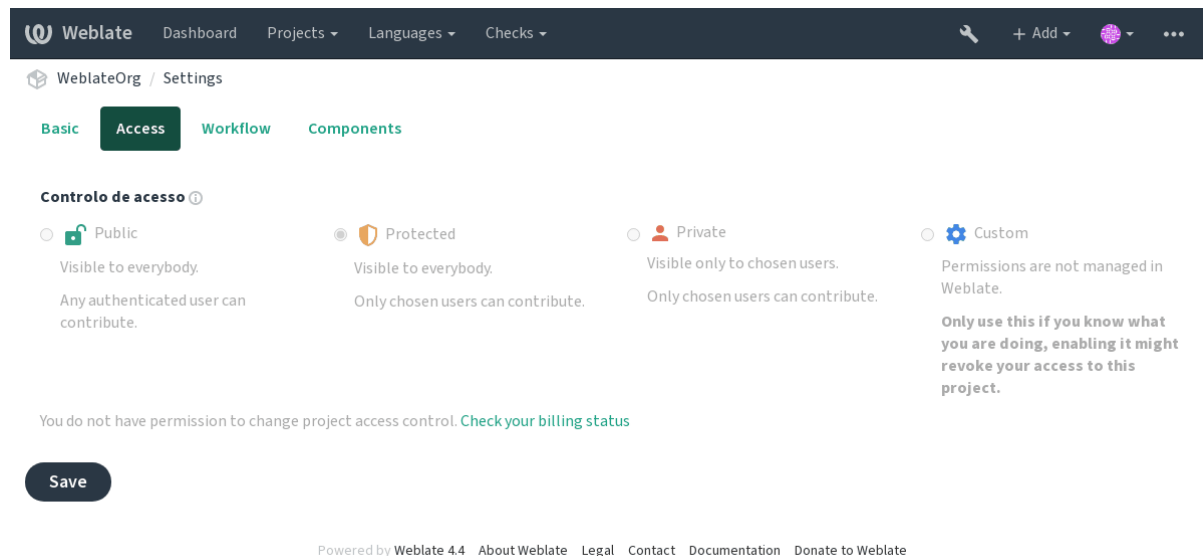 Weblate Dashboard Projects Languages Checks + Add
WeblateOrg / Settings
Basic Access Workflow Components
Controlo de acesso
Public Protected Private Custom
Visible to everybody.
Any authenticated user can
contribute.
Visible to everybody.
Only chosen users can contribute.
Visible only to chosen users.
Only chosen users can contribute.
Permissions are not managed in
Weblate.
Only use this if you know what
you are doing, enabling it might
revoke your access to this
project.
You do not have permission to change project access control. Check your billing status
Save
Powered by Weblate 4.4 About Weblate Legal Contact Documentation Donate to Weblate